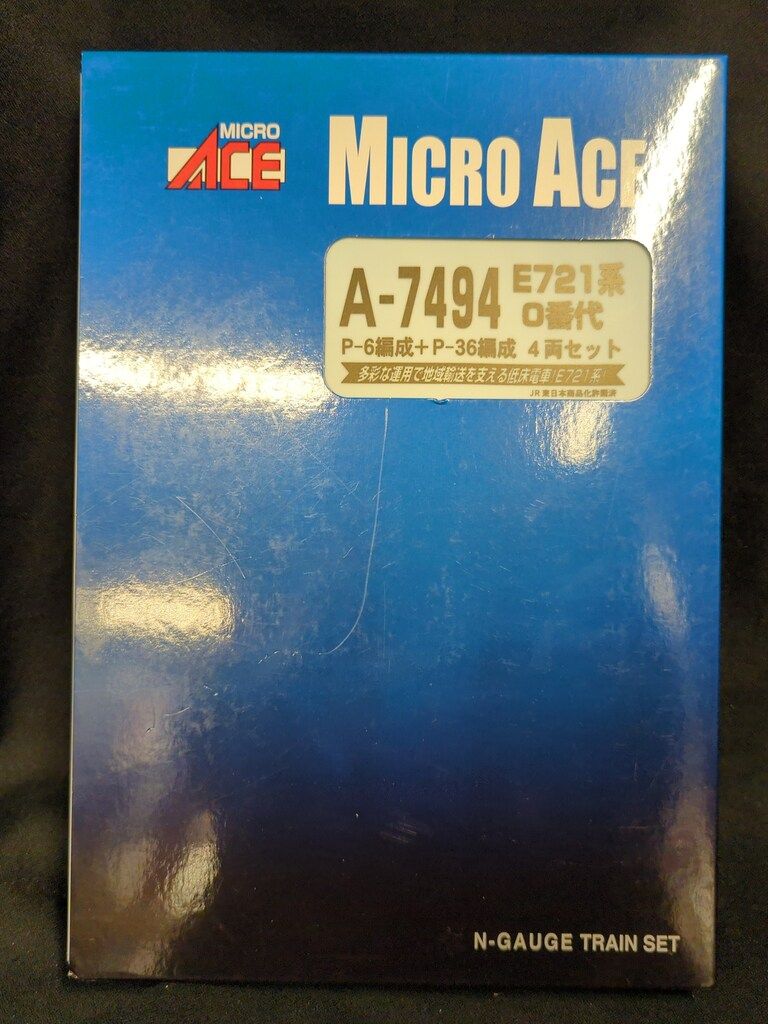 MICRO
ACE
MICRO ACE
A-7494
E721系
0番代
P-6編成+P-36編成 4両セット
多彩な運用で地域輸送を支える低床電車!E721系!
JR東日本商品化許諾済
N-GAUGE TRAIN SET